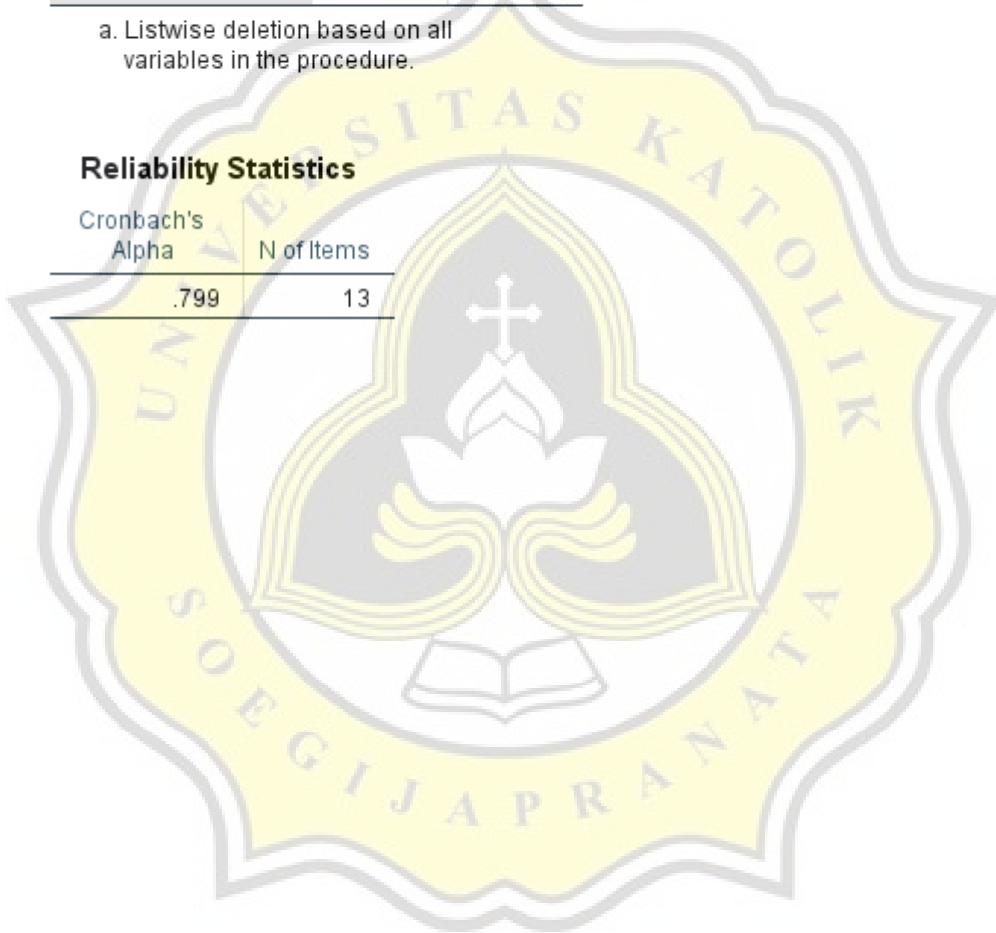 a. Listwise deletion based on all
variables in the procedure.
Reliability Statistics
Cronbach's
Alpha
N of Items
.799
13
UNIVERSITAS KATOLIK
SOEGIJAPRANATA